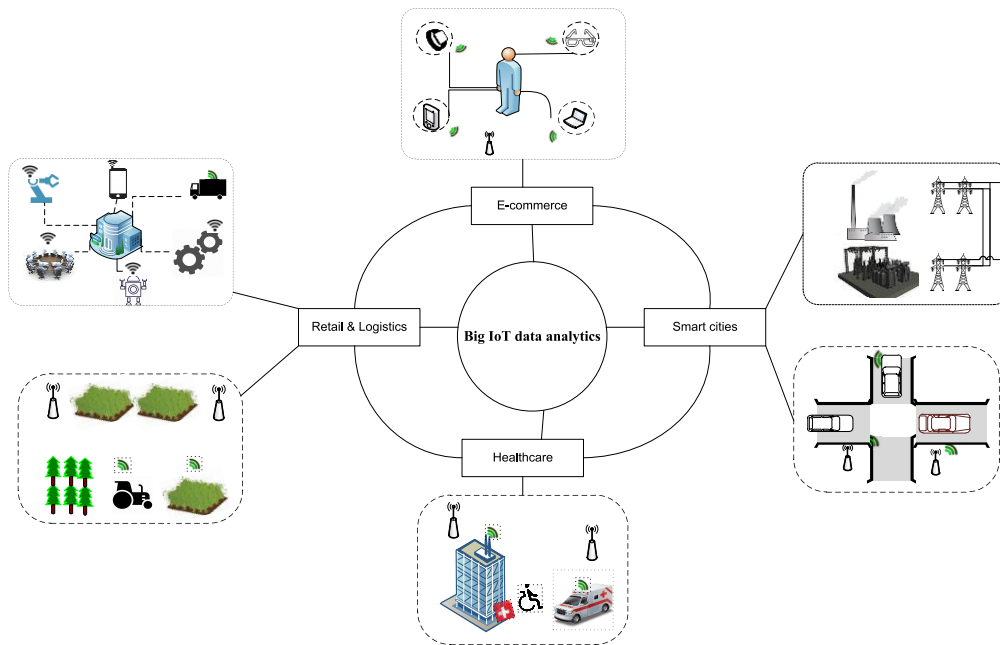 E-commerce
Retail & Logistics
Big IoT data analytics
Smart cities
Healthcare